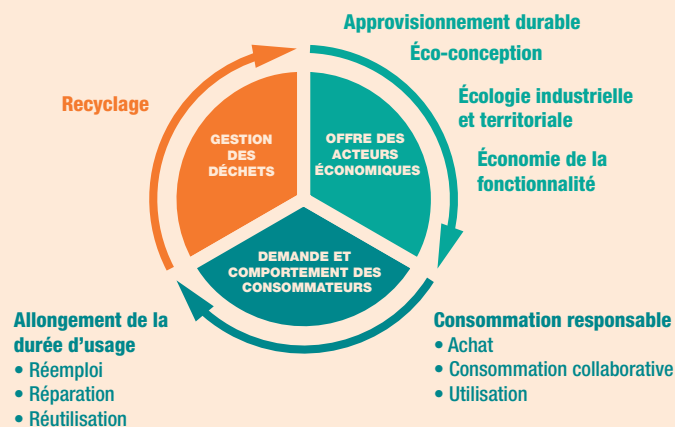 Approvisionnement durable
Éco-conception
Écologie industrielle
et territoriale
Économie de la
fonctionnalité
Recyclage
GESTION
DES
DÉCHETS
OFFRE DES
ACTEURS
ÉCONOMIQUES
DEMANDE ET
COMPORTEMENT DES
CONSOMMATEURS
Allongement de la
durée d’usage
• Réemploi
• Réparation
• Réutilisation
Consommation responsable
• Achat
• Consommation collaborative
• Utilisation